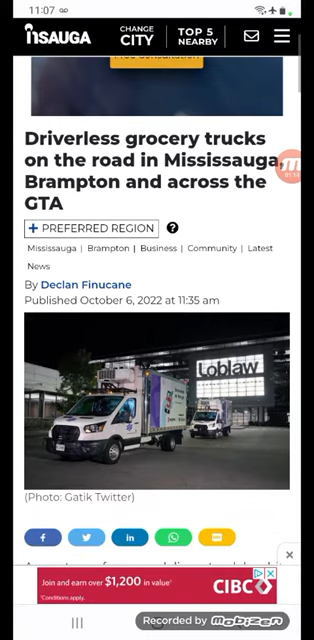 11:07
insauga
CHANGE CITY
TOP 5 NEARBY
Driverless grocery trucks
on the road in Mississauga,
Brampton and across the
GTA
+ PREFERRED REGION ?
Mississauga | Brampton | Business | Community | Latest
News
By Declan Finucane
Published October 6, 2022 at 11:35 am
Loblaw
(Photo: Gatik Twitter)
Join and earn over $1,200 in value†
†Conditions apply.
CIBC
Recorded by Mobizen